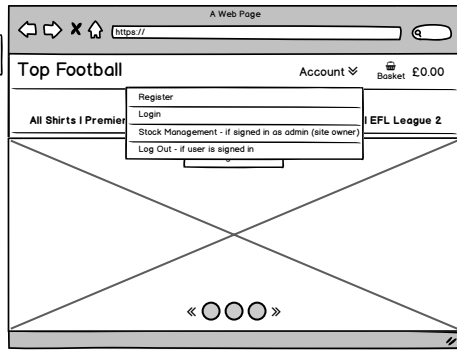 A Web Page
https://
Top Football
Account
Basket £0.00
Register
Login
Stock Management - if signed in as admin (site owner)
Log Out - if user is signed in
All Shirts | Premier
| EFL League 2